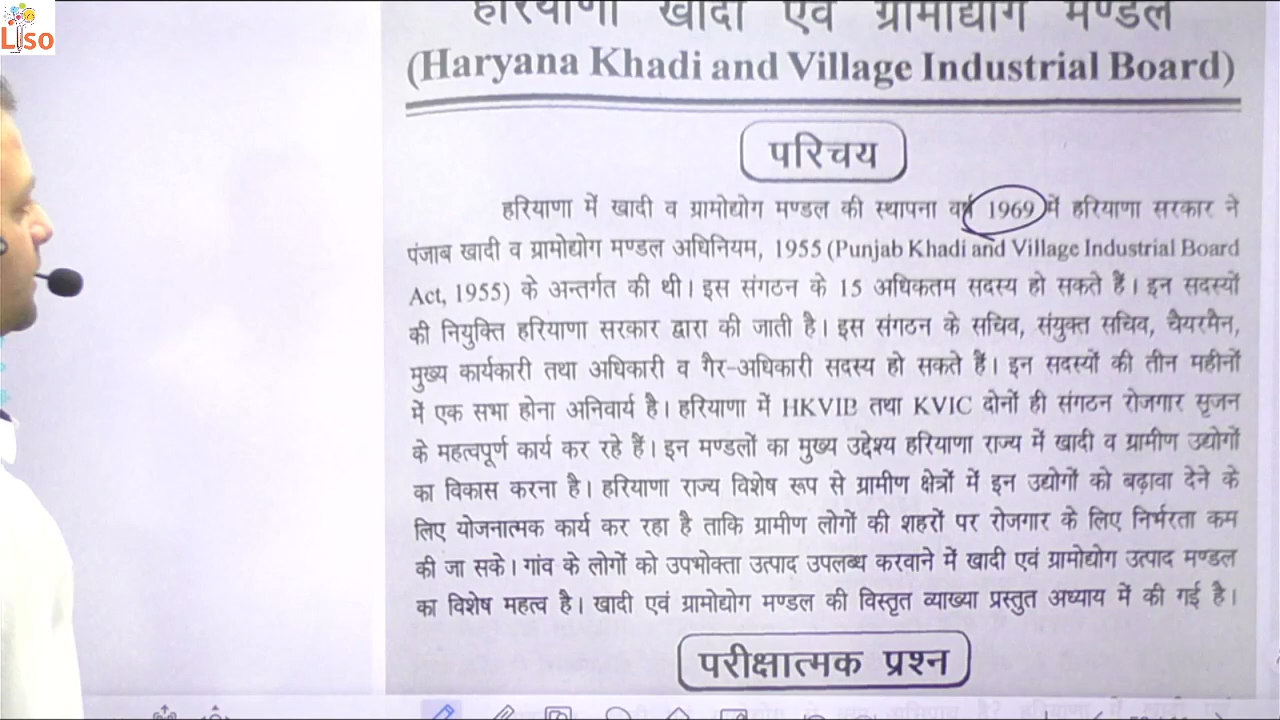 Liso
हरियाणा खादी एवं ग्रामोद्योग मण्डल
(Haryana Khadi and Village Industrial Board)
परिचय
हरियाणा में खादी व ग्रामोद्योग मण्डल की स्थापना वर्ष 1969 में हरियाणा सरकार ने
पंजाब खादी व ग्रामोद्योग मण्डल अधिनियम, 1955 (Punjab Khadi and Village Industrial Board
Act, 1955) के अन्तर्गत की थी। इस संगठन के 15 अधिकतम सदस्य हो सकते हैं। इन सदस्यों
की नियुक्ति हरियाणा सरकार द्वारा की जाती है। इस संगठन के सचिव, संयुक्त सचिव, चैयरमैन,
मुख्य कार्यकारी तथा अधिकारी व गैर-अधिकारी सदस्य हो सकते हैं। इन सदस्यों की तीन महीनों
में एक सभा होना अनिवार्य है। हरियाणा में HKVIB तथा KVIC दोनों ही संगठन रोजगार सृजन
के महत्वपूर्ण कार्य कर रहे हैं। इन मण्डलों का मुख्य उद्देश्य हरियाणा राज्य में खादी व ग्रामीण उद्योगों
का विकास करना है। हरियाणा राज्य विशेष रूप से ग्रामीण क्षेत्रों में इन उद्योगों को बढ़ावा देने के
लिए योजनात्मक कार्य कर रहा है ताकि ग्रामीण लोगों की शहरों पर रोजगार के लिए निर्भरता कम
की जा सके। गांव के लोगों को उपभोक्ता उत्पाद उपलब्ध करवाने में खादी एवं ग्रामोद्योग उत्पाद मण्डल
का विशेष महत्व है। खादी एवं ग्रामोद्योग मण्डल की विस्तृत व्याख्या प्रस्तुत अध्याय में की गई है।
परीक्षात्मक प्रश्न